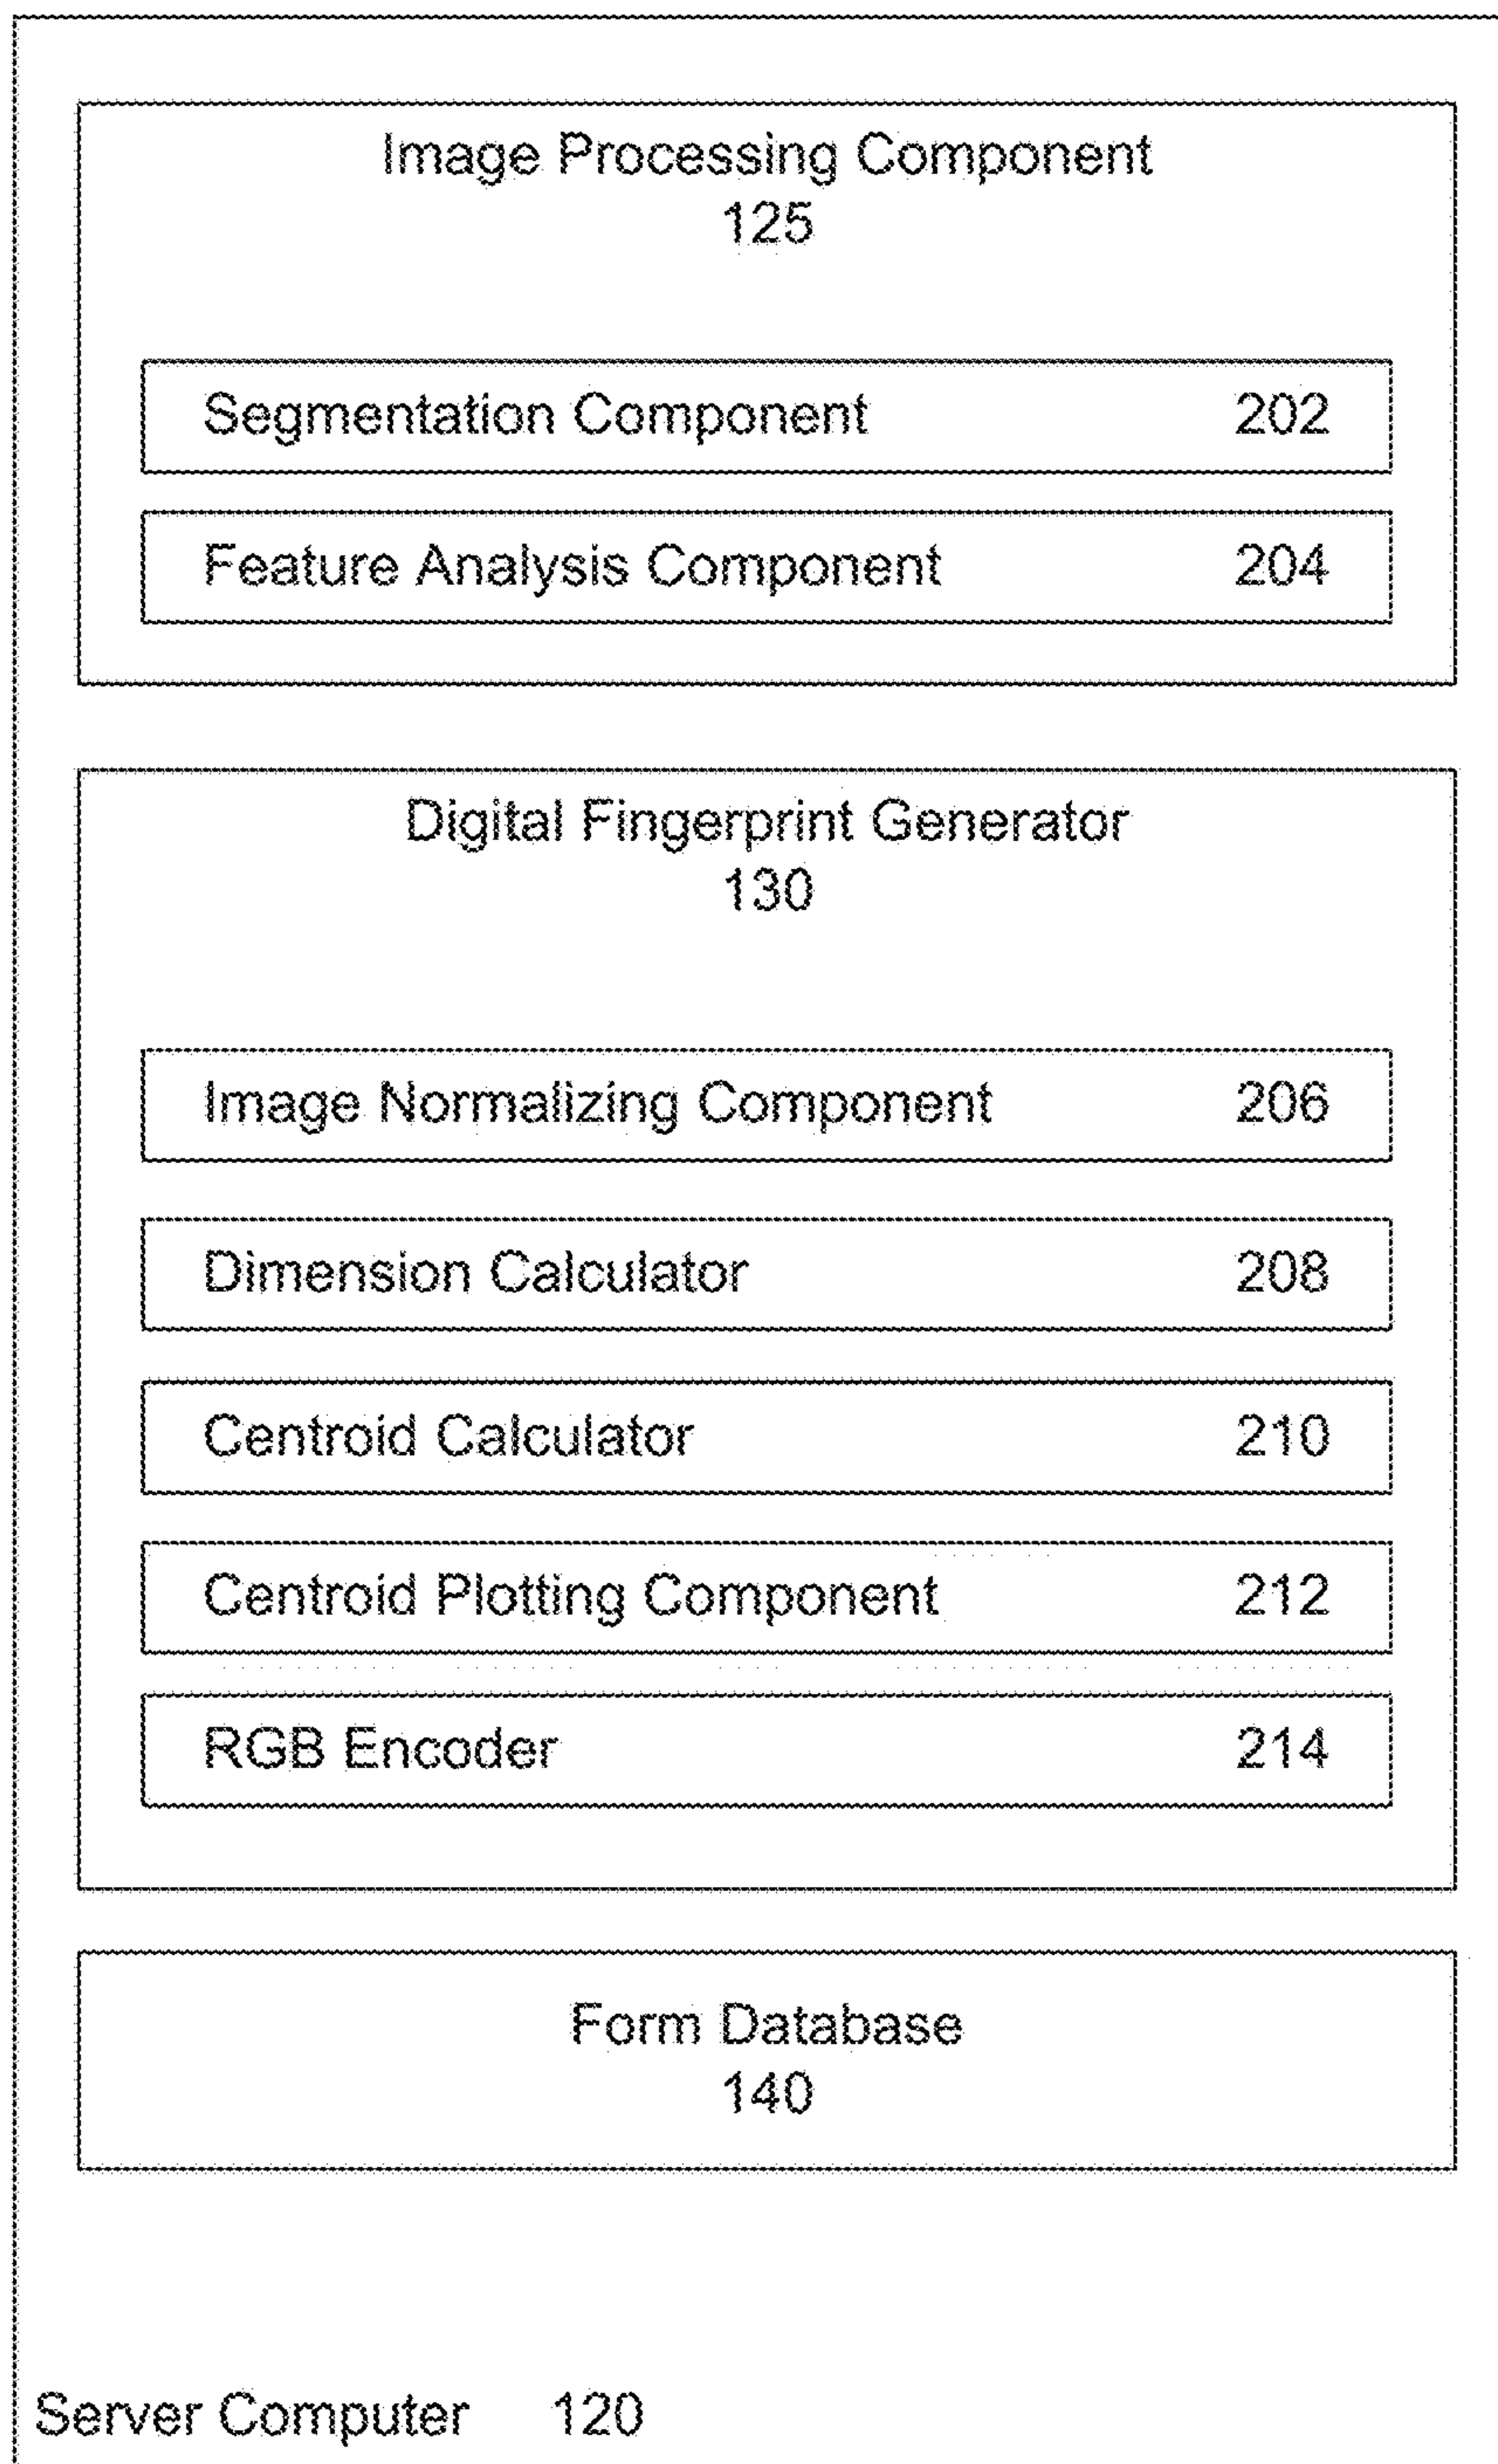 Image Processing Component
125
Segmentation Component 202
Feature Analysis Component 204
Digital Fingerprint Generator
130
Image Normalizing Component 206
Dimension Calculator 208
Centroid Calculator 210
Centroid Plotting Component 212
RGB Encoder 214
Form Database
140
Server Computer 120